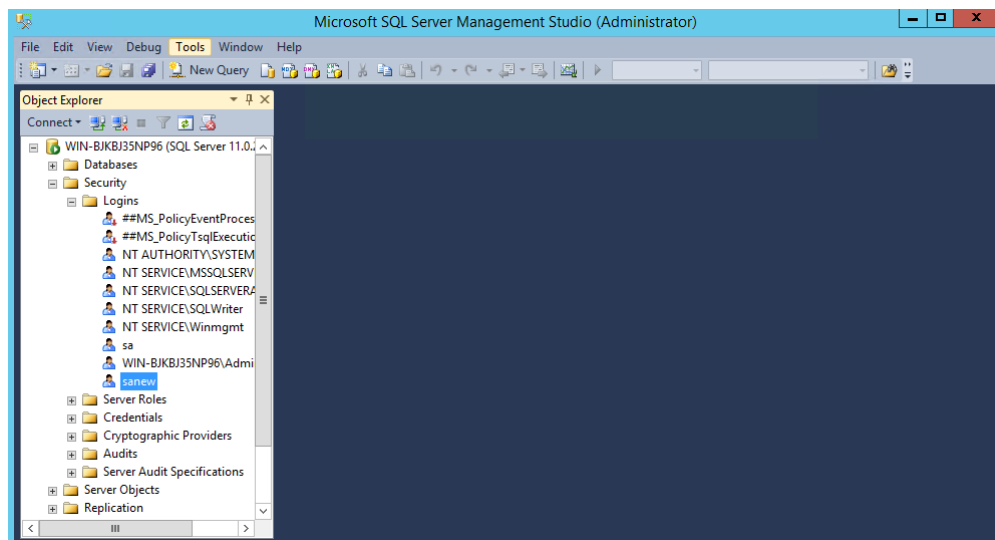 Microsoft SQL Server Management Studio (Administrator)
File Edit View Debug Tools Window Help
New Query
Object Explorer
Connect
WIN-BJKBJ35NP96 (SQL Server 11.0.
Databases
Security
Logins
##MS_PolicyEventProces
##MS_PolicyTsqlExecutio
NT AUTHORITY\SYSTEM
NT SERVICE\MSSQLSERV
NT SERVICE\SQLSERVERA
NT SERVICE\SQLWriter
NT SERVICE\Winmgmt
sa
WIN-BJKBJ35NP96\Admi
sanew
Server Roles
Credentials
Cryptographic Providers
Audits
Server Audit Specifications
Server Objects
Replication